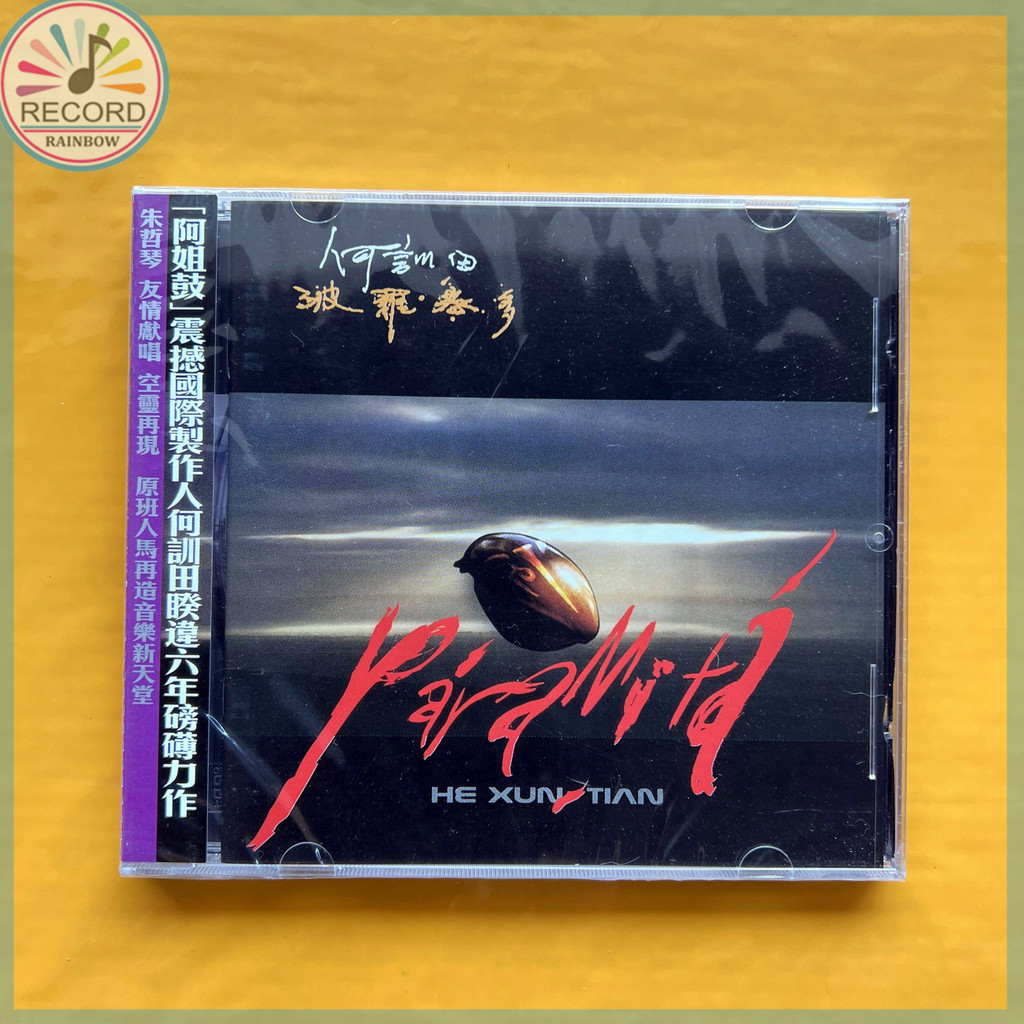 RECORD
RAINBOW
「阿姐鼓」震撼國際製作人何訓田睽違六年磅礡力作
朱哲琴 友情獻唱 空靈再現 原班人馬再造音樂新天堂
何訓田
波羅·蜜·多
PáraMitá
HE XUN-TIAN